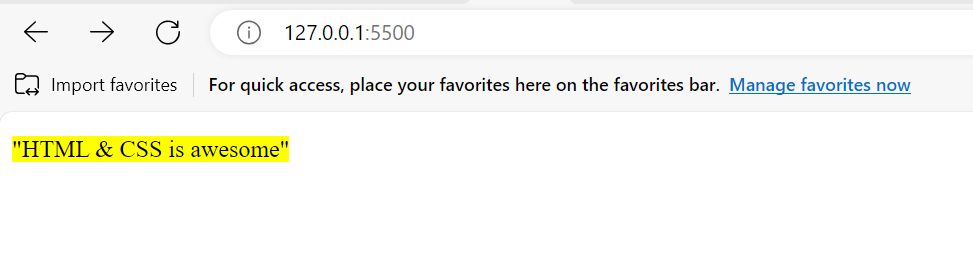 127.0.0.1:5500
Import favorites For quick access, place your favorites here on the favorites bar. Manage favorites now
"HTML & CSS is awesome"